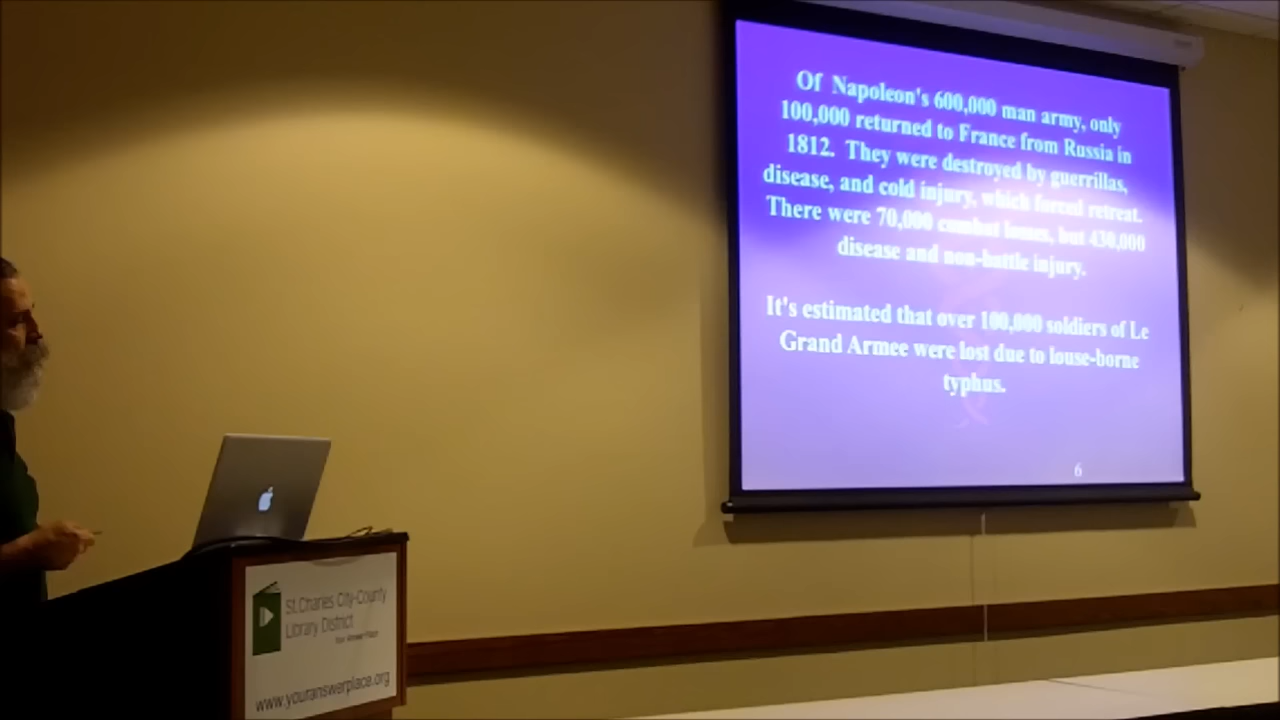 Of Napoleon's 600,000 man army, only
100,000 returned to France from Russia in
1812. They were destroyed by guerrillas,
disease, and cold injury, which forced retreat.
There were 70,000 combat losses, but 430,000
disease and non-battle injury.
It's estimated that over 100,000 soldiers of Le
Grand Armee were lost due to louse-borne
typhus.
6
St. Charles City-County
Library District
Your Answer Place
www.youranswerplace.org